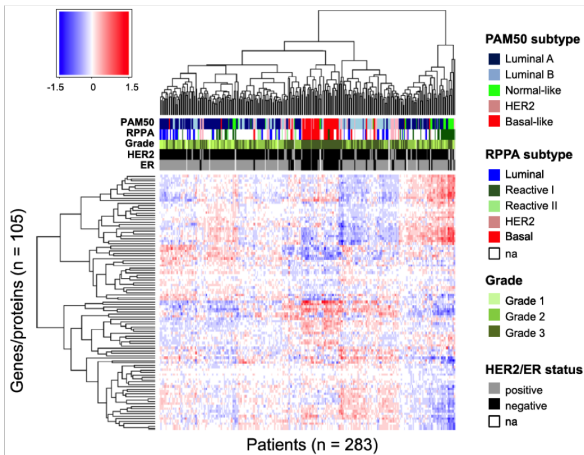 -1.5 0 1.5
PAM50
RPPA
Grade
HER2
ER
Genes/proteins (n = 105)
Patients (n = 283)
PAM50 subtype
Luminal A
Luminal B
Normal-like
HER2
Basal-like
RPPA subtype
Luminal
Reactive I
Reactive II
HER2
Basal
na
Grade
Grade 1
Grade 2
Grade 3
HER2/ER status
positive
negative
na